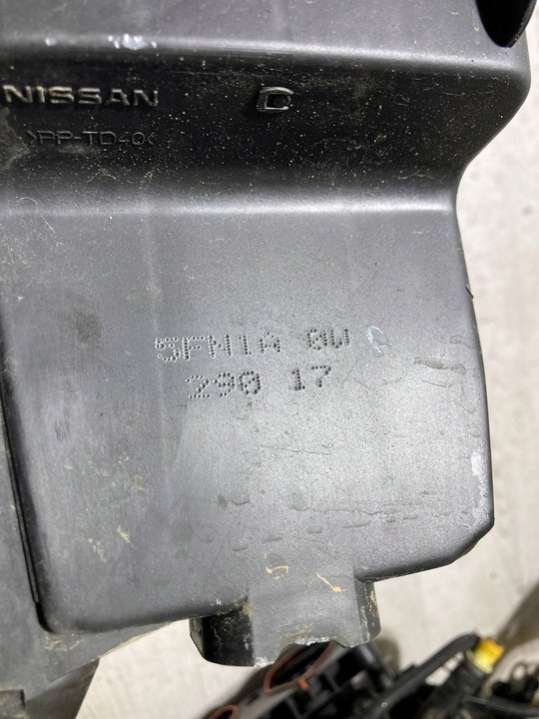 NISSAN D
>PP-TD40<
5FN1A 0W
290 17